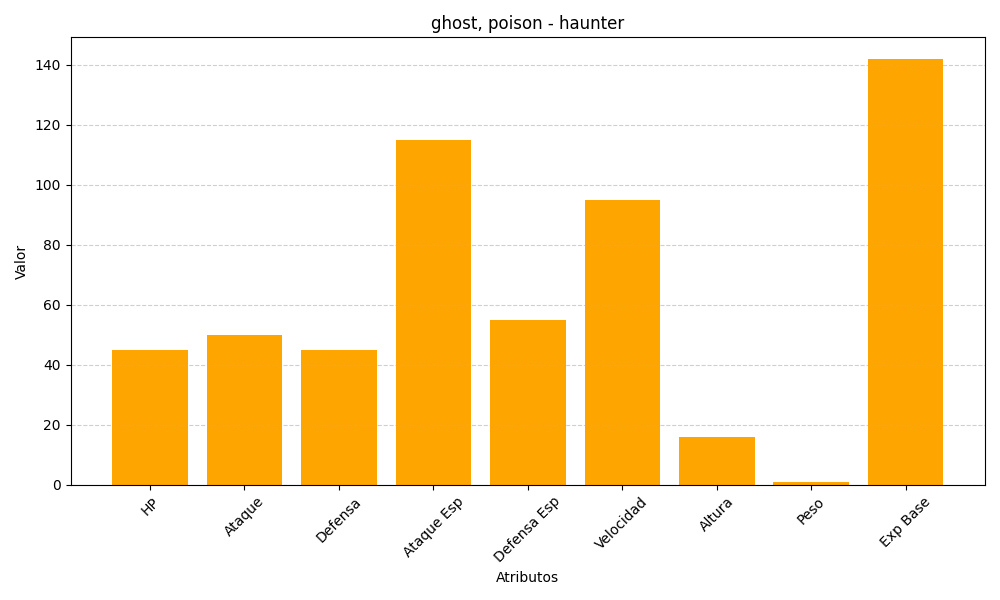 ghost, poison - haunter
Valor
140
120
100
80
60
40
20
0
HP
Ataque
Defensa
Ataque Esp
Defensa Esp
Velocidad
Altura
Peso
Exp Base
Atributos